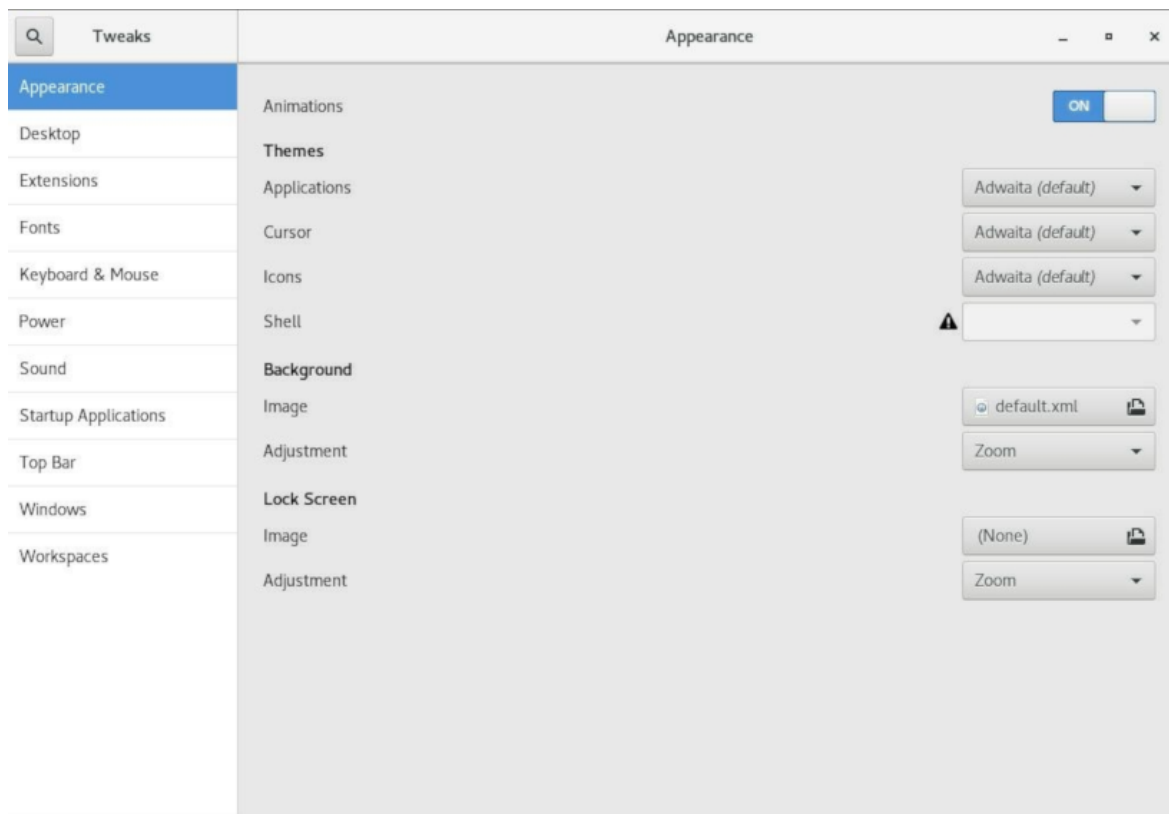 Tweaks
Appearance
Appearance
Desktop
Extensions
Fonts
Keyboard & Mouse
Power
Sound
Startup Applications
Top Bar
Windows
Workspaces
Animations ON
Themes
Applications Adwaita (default)
Cursor Adwaita (default)
Icons Adwaita (default)
Shell
Background
Image default.xml
Adjustment Zoom
Lock Screen
Image (None)
Adjustment Zoom